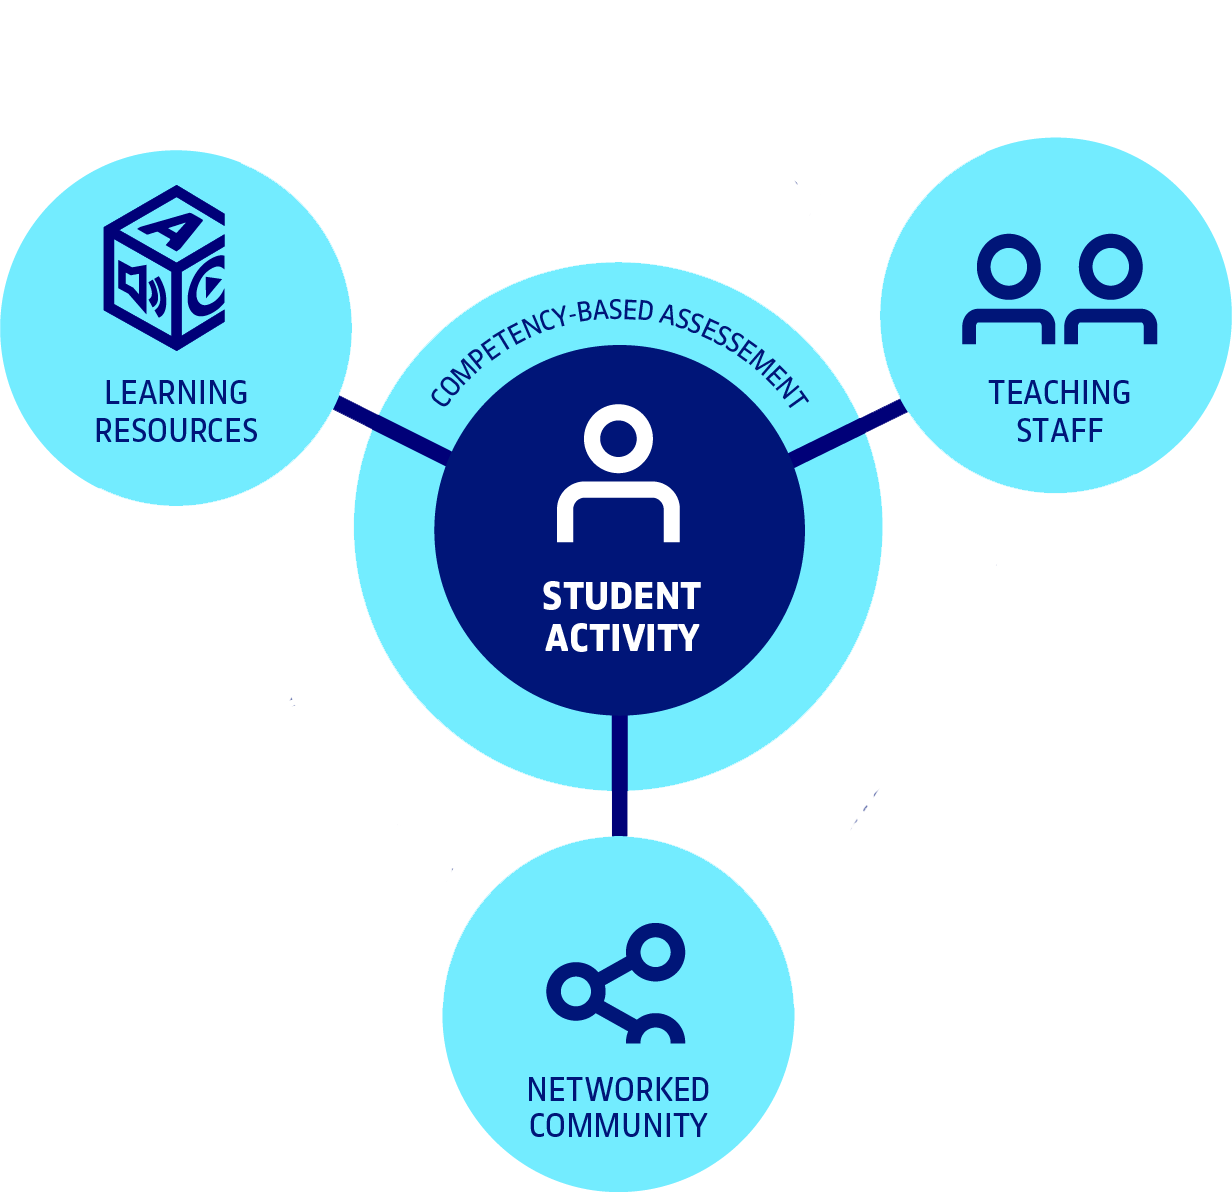 LEARNING
RESOURCES
TEACHING
STAFF
COMPETENCY-BASED ASSESSEMENT
STUDENT
ACTIVITY
NETWORKED
COMMUNITY